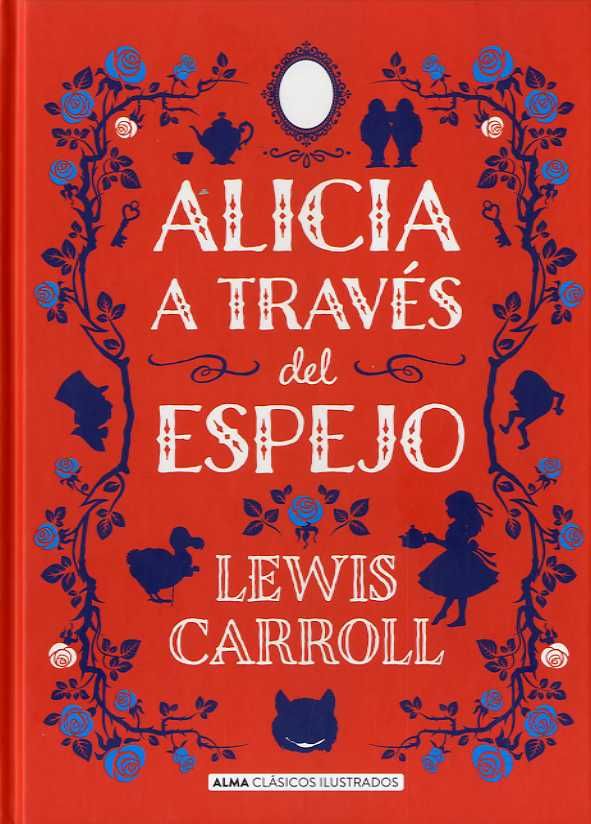 ALICIA
A TRAVÉS
del
ESPEJO
LEWIS
CARROLL
ALMA CLÁSICOS ILUSTRADOS